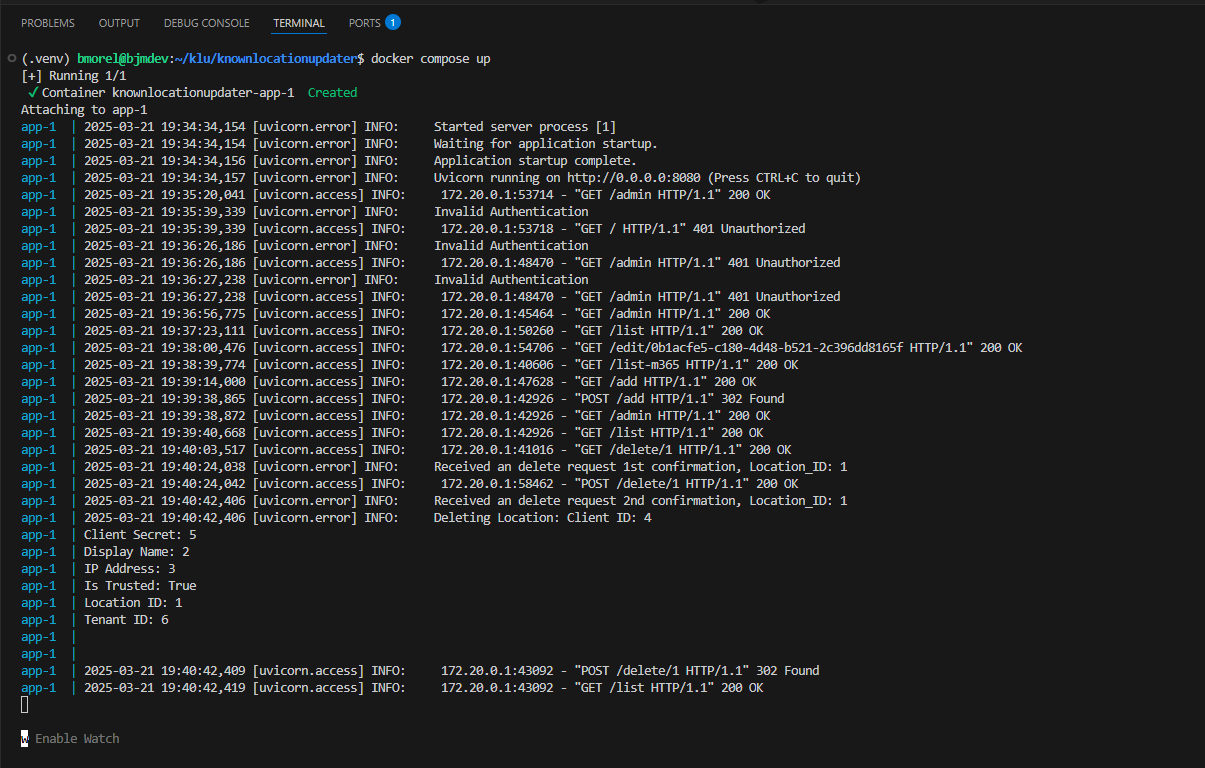 PROBLEMS OUTPUT DEBUG CONSOLE TERMINAL PORTS 1
(.venv) bmorel@bjmdev:~/klu/knownlocationupdater$ docker compose up
[+] Running 1/1
✓ Container knownlocationupdater-app-1 Created
Attaching to app-1
app-1 | 2025-03-21 19:34:34,154 [uvicorn.error] INFO: Started server process [1]
app-1 | 2025-03-21 19:34:34,154 [uvicorn.error] INFO: Waiting for application startup.
app-1 | 2025-03-21 19:34:34,156 [uvicorn.error] INFO: Application startup complete.
app-1 | 2025-03-21 19:34:34,157 [uvicorn.error] INFO: Uvicorn running on http://0.0.0.0:8080 (Press CTRL+C to quit)
app-1 | 2025-03-21 19:35:20,041 [uvicorn.access] INFO: 172.20.0.1:53714 - "GET /admin HTTP/1.1" 200 OK
app-1 | 2025-03-21 19:35:39,339 [uvicorn.error] INFO: Invalid Authentication
app-1 | 2025-03-21 19:35:39,339 [uvicorn.access] INFO: 172.20.0.1:53718 - "GET / HTTP/1.1" 401 Unauthorized
app-1 | 2025-03-21 19:36:26,186 [uvicorn.error] INFO: Invalid Authentication
app-1 | 2025-03-21 19:36:26,186 [uvicorn.access] INFO: 172.20.0.1:48470 - "GET /admin HTTP/1.1" 401 Unauthorized
app-1 | 2025-03-21 19:36:27,238 [uvicorn.error] INFO: Invalid Authentication
app-1 | 2025-03-21 19:36:27,238 [uvicorn.access] INFO: 172.20.0.1:48470 - "GET /admin HTTP/1.1" 401 Unauthorized
app-1 | 2025-03-21 19:36:56,775 [uvicorn.access] INFO: 172.20.0.1:45464 - "GET /admin HTTP/1.1" 200 OK
app-1 | 2025-03-21 19:37:23,111 [uvicorn.access] INFO: 172.20.0.1:50260 - "GET /list HTTP/1.1" 200 OK
app-1 | 2025-03-21 19:38:00,476 [uvicorn.access] INFO: 172.20.0.1:54706 - "GET /edit/0b1acfe5-c180-4d48-b521-2c396dd8165f HTTP/1.1" 200 OK
app-1 | 2025-03-21 19:38:39,774 [uvicorn.access] INFO: 172.20.0.1:40606 - "GET /list-m365 HTTP/1.1" 200 OK
app-1 | 2025-03-21 19:39:14,000 [uvicorn.access] INFO: 172.20.0.1:47628 - "GET /add HTTP/1.1" 200 OK
app-1 | 2025-03-21 19:39:38,865 [uvicorn.access] INFO: 172.20.0.1:42926 - "POST /add HTTP/1.1" 302 Found
app-1 | 2025-03-21 19:39:38,872 [uvicorn.access] INFO: 172.20.0.1:42926 - "GET /admin HTTP/1.1" 200 OK
app-1 | 2025-03-21 19:39:40,668 [uvicorn.access] INFO: 172.20.0.1:42926 - "GET /list HTTP/1.1" 200 OK
app-1 | 2025-03-21 19:40:03,517 [uvicorn.access] INFO: 172.20.0.1:41016 - "GET /delete/1 HTTP/1.1" 200 OK
app-1 | 2025-03-21 19:40:24,038 [uvicorn.error] INFO: Received an delete request 1st confirmation, Location_ID: 1
app-1 | 2025-03-21 19:40:24,042 [uvicorn.access] INFO: 172.20.0.1:58462 - "POST /delete/1 HTTP/1.1" 200 OK
app-1 | 2025-03-21 19:40:42,406 [uvicorn.error] INFO: Received an delete request 2nd confirmation, Location_ID: 1
app-1 | 2025-03-21 19:40:42,406 [uvicorn.error] INFO: Deleting Location: Client ID: 4
app-1 | Client Secret: 5
app-1 | Display Name: 2
app-1 | IP Address: 3
app-1 | Is Trusted: True
app-1 | Location ID: 1
app-1 | Tenant ID: 6
app-1 |
app-1 |
app-1 | 2025-03-21 19:40:42,409 [uvicorn.access] INFO: 172.20.0.1:43092 - "POST /delete/1 HTTP/1.1" 302 Found
app-1 | 2025-03-21 19:40:42,419 [uvicorn.access] INFO: 172.20.0.1:43092 - "GET /list HTTP/1.1" 200 OK
w Enable Watch